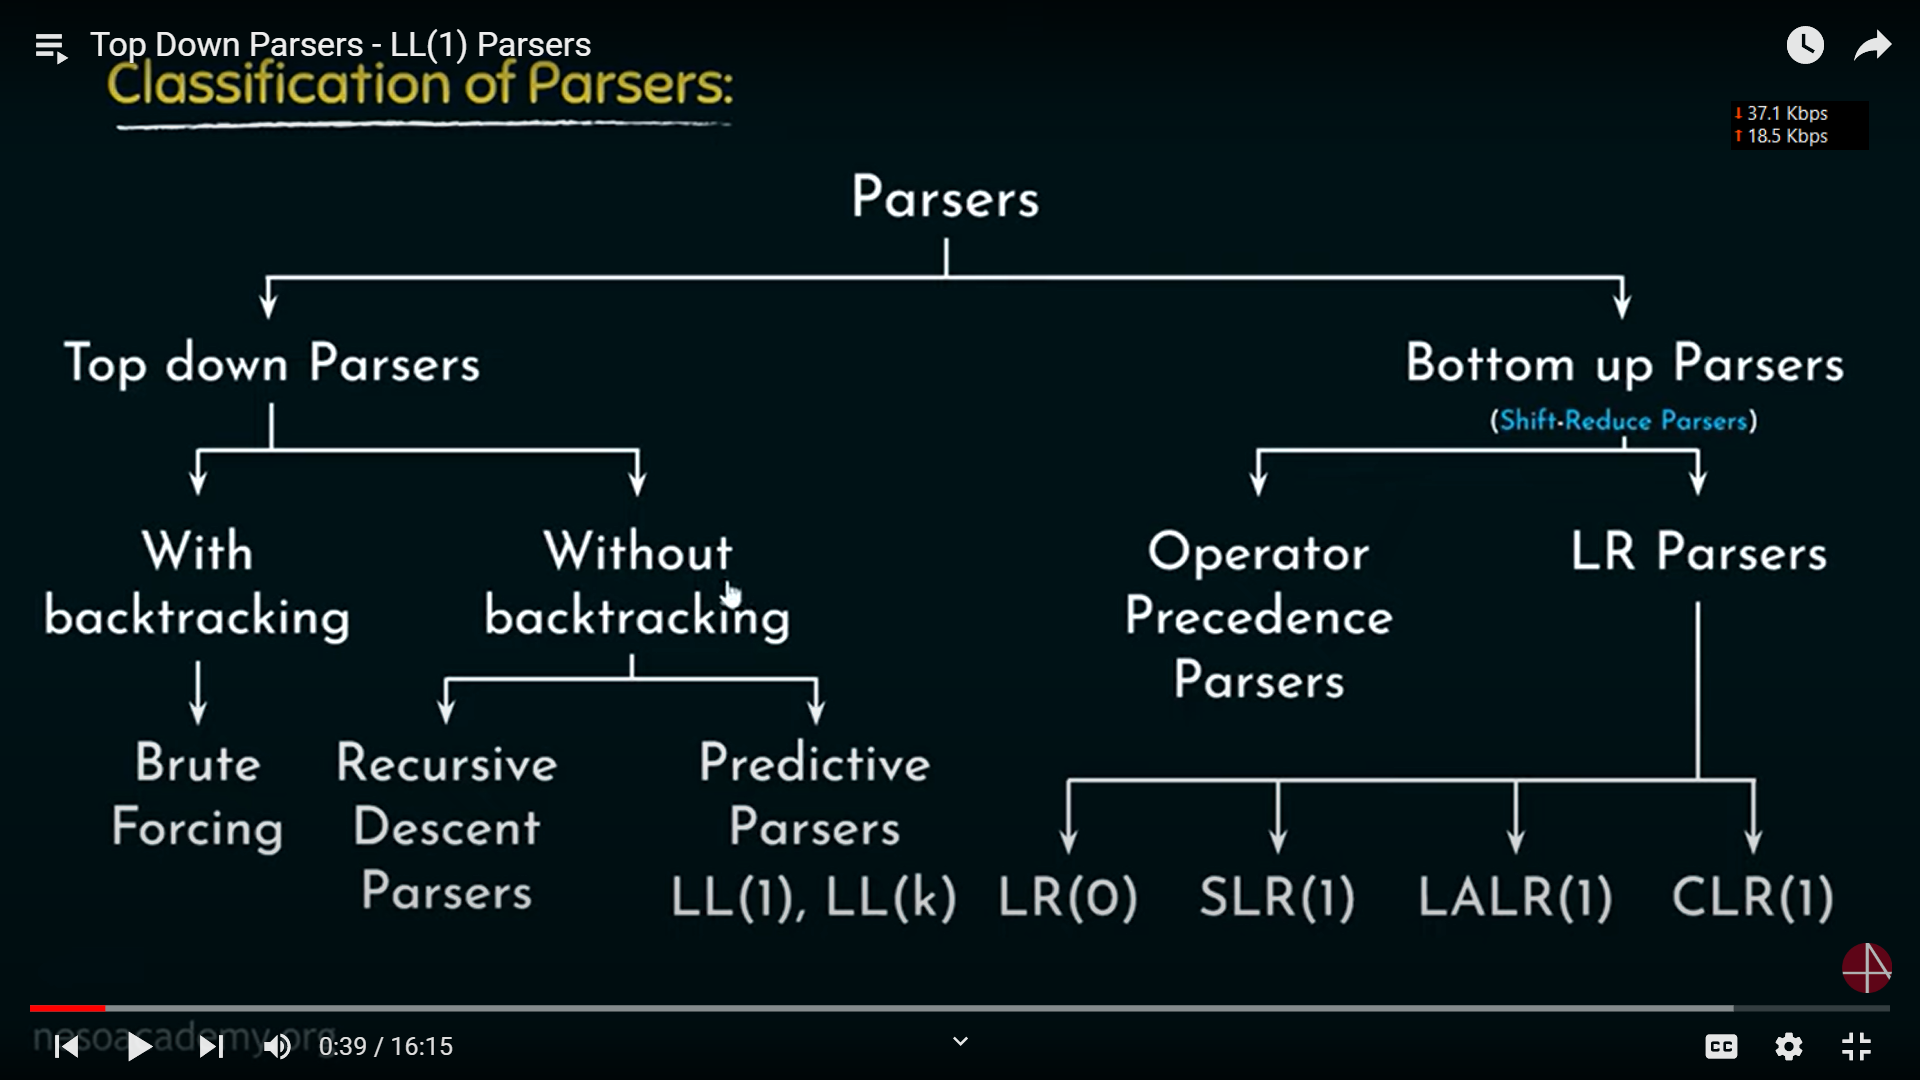 Top Down Parsers - LL(1) Parsers
Classification of Parsers:
↓ 37.1 Kbps
↑ 18.5 Kbps
Parsers
Top down Parsers
Bottom up Parsers
(Shift-Reduce Parsers)
With
backtracking
Without
backtracking
Operator
Precedence
Parsers
LR Parsers
Brute
Forcing
Recursive
Descent
Parsers
Predictive
Parsers
LL(1), LL(k)
LR(0)
SLR(1)
LALR(1)
CLR(1)
nesoacademy.org
0:39 / 16:15
CC